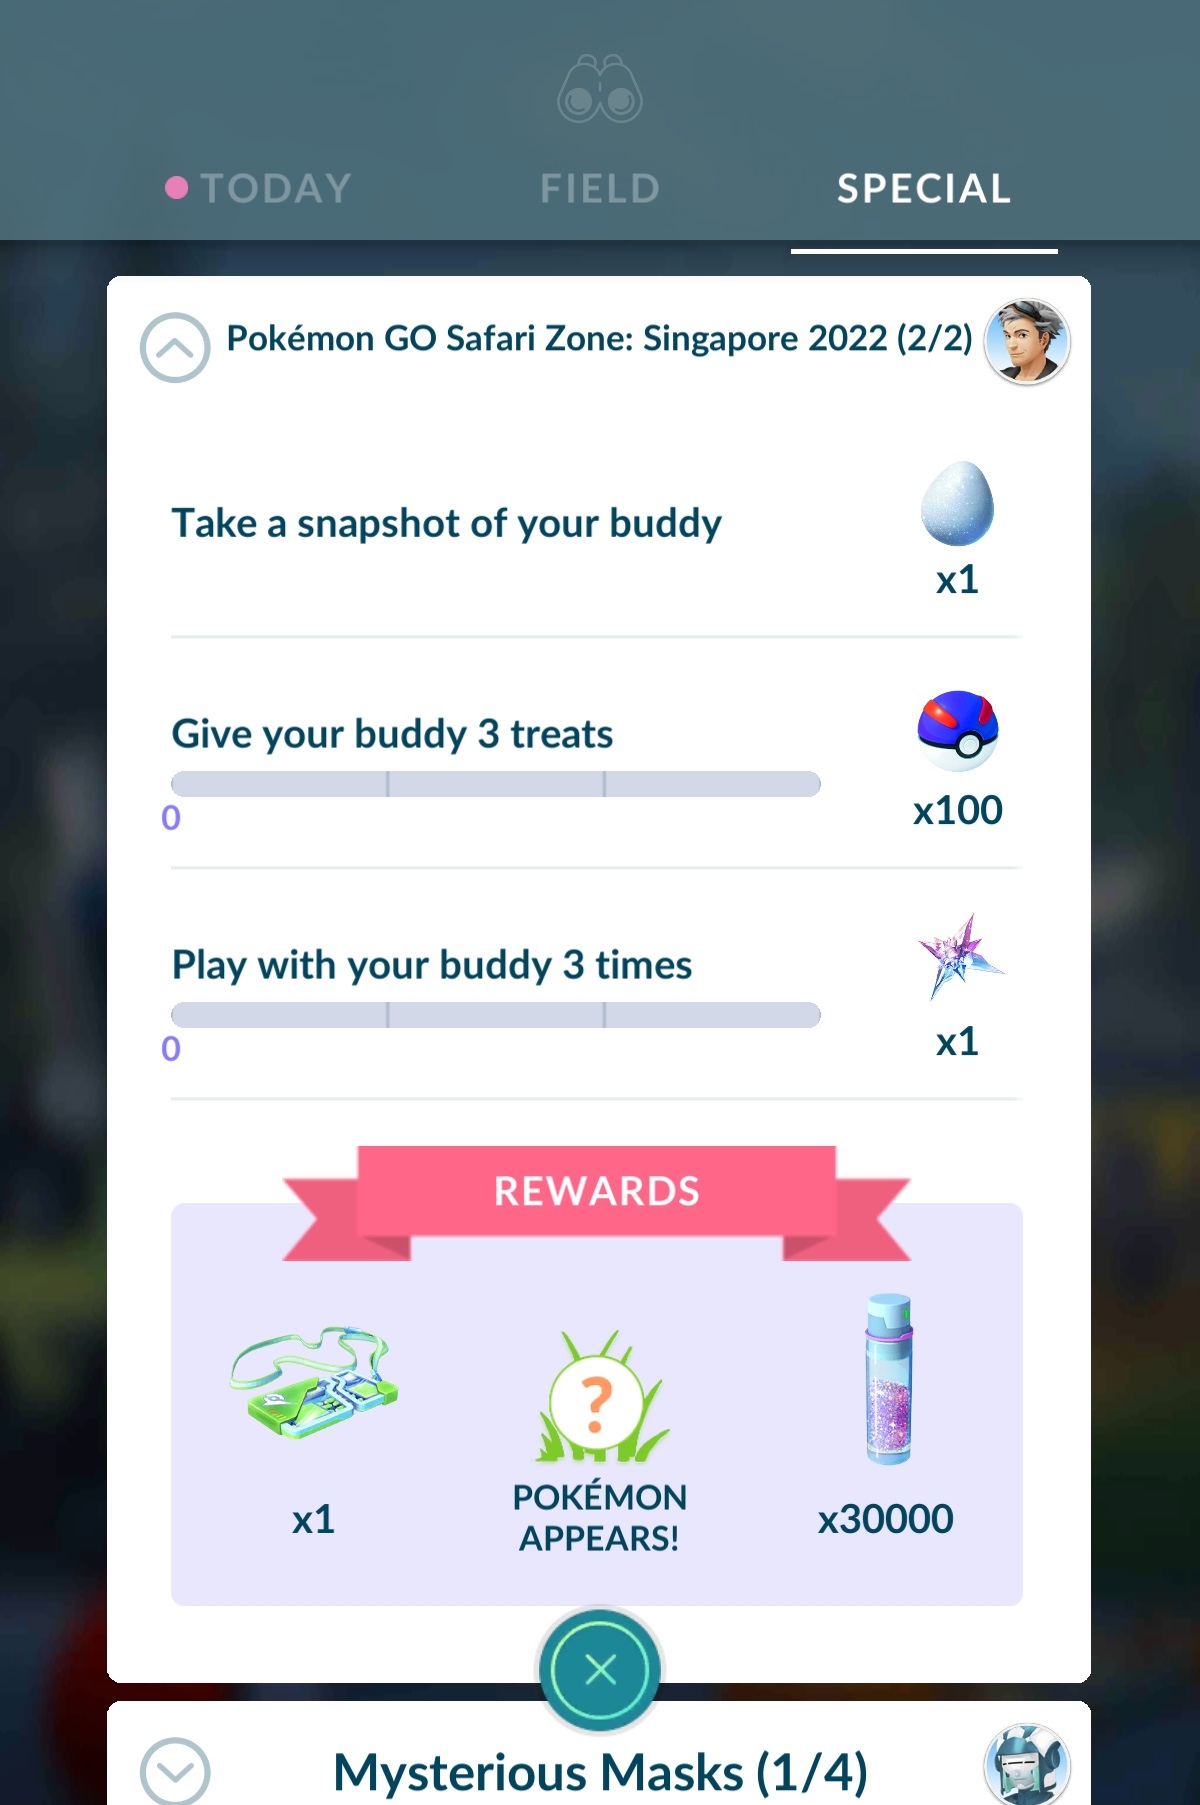 TODAY
FIELD
SPECIAL
Pokémon GO Safari Zone: Singapore 2022 (2/2)
Take a snapshot of your buddy
x1
Give your buddy 3 treats
0
x100
Play with your buddy 3 times
0
x1
REWARDS
x1
?
POKÉMON
APPEARS!
x30000
Mysterious Masks (1/4)